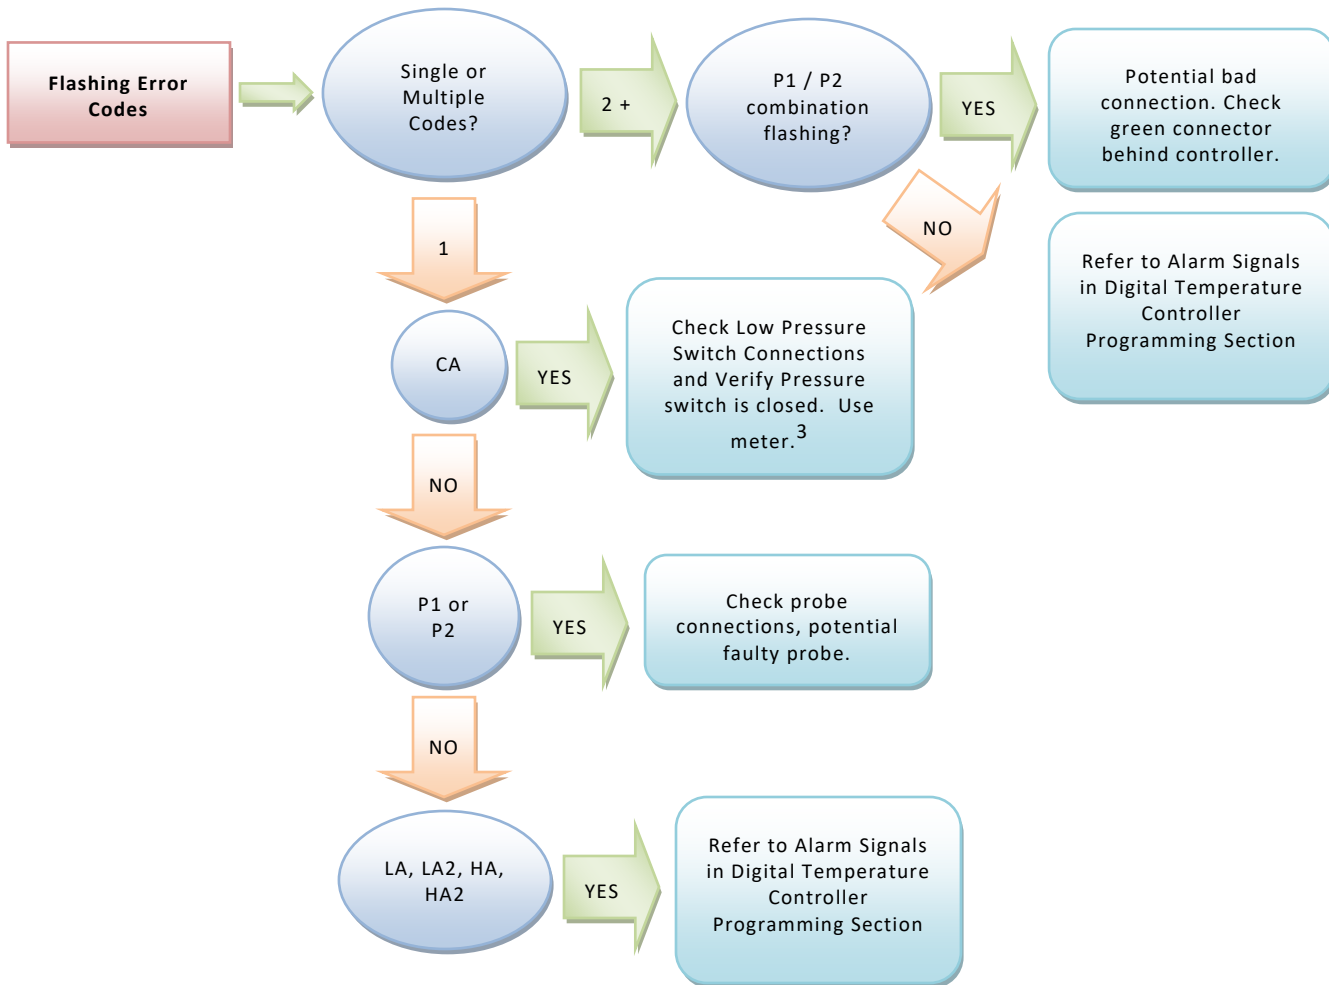 Flashing Error
Codes
Single or
Multiple
Codes?
2 +
P1 / P2
combination
flashing?
YES
Potential bad
connection. Check
green connector
behind controller.
NO
Refer to Alarm Signals
in Digital Temperature
Controller
Programming Section
1
CA
YES
Check Low Pressure
Switch Connections
and Verify Pressure
switch is closed.  Use
meter.3
NO
P1 or
P2
YES
Check probe
connections, potential
faulty probe.
NO
LA, LA2, HA,
HA2
YES
Refer to Alarm Signals
in Digital Temperature
Controller
Programming Section